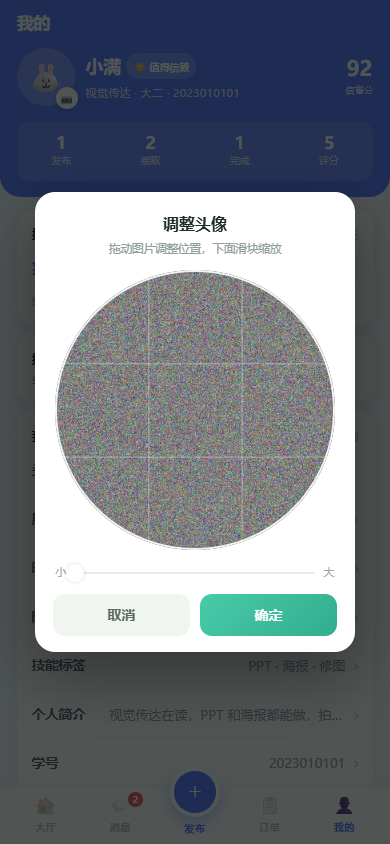 我的
小满
值得信赖
92
视觉传达 · 大二 · 2023010101
信誉分
1
2
1
5
发布
接取
完成
评分
调整头像
拖动图片调整位置，下面滑块缩放
小
大
取消
确定
技能标签
PPT · 海报 · 修图 ›
个人简介
视觉传达在读，PPT 和海报都能做，拍... ›
学号
2023010101 ›
2
+
大厅
消息
发布
订单
我的